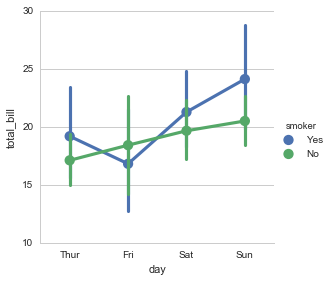 30
25
20
15
10
total_bill
Thur Fri Sat Sun
day
smoker
Yes
No